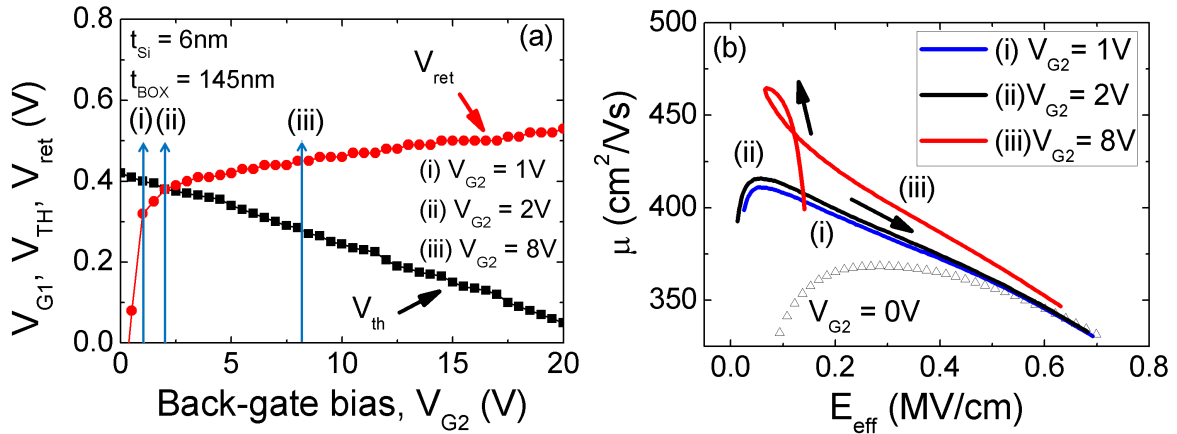 (a)
t_Si = 6nm
t_BOX = 145nm
V_ret
(i) (ii) (iii)
(i) V_G2 = 1V
(ii) V_G2 = 2V
(iii) V_G2 = 8V
V_th
0.8
0.6
0.4
0.2
0.0
0 5 10 15 20
V_G1, V_TH, V_ret (V)
Back-gate bias, V_G2 (V)
(b)
(i) V_G2 = 1V
(ii) V_G2 = 2V
(iii) V_G2 = 8V
(ii)
(iii)
(i)
V_G2 = 0V
500
450
400
350
0.0 0.2 0.4 0.6 0.8
μ (cm²/Vs)
E_eff (MV/cm)